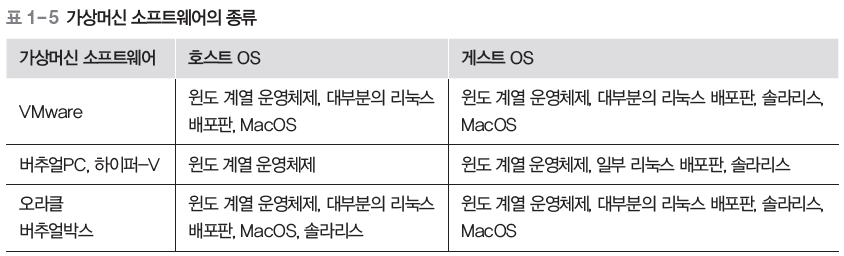 표 1-5 가상머신 소프트웨어의 종류
가상머신 소프트웨어
호스트 OS
게스트 OS
VMware
윈도 계열 운영체제, 대부분의 리눅스
배포판, MacOS
윈도 계열 운영체제, 대부분의 리눅스 배포판, 솔라리스,
MacOS
버추얼PC, 하이퍼-V
윈도 계열 운영체제
윈도 계열 운영체제, 일부 리눅스 배포판, 솔라리스
오라클
버추얼박스
윈도 계열 운영체제, 대부분의 리눅스
배포판, MacOS, 솔라리스
윈도 계열 운영체제, 대부분의 리눅스 배포판, 솔라리스,
MacOS